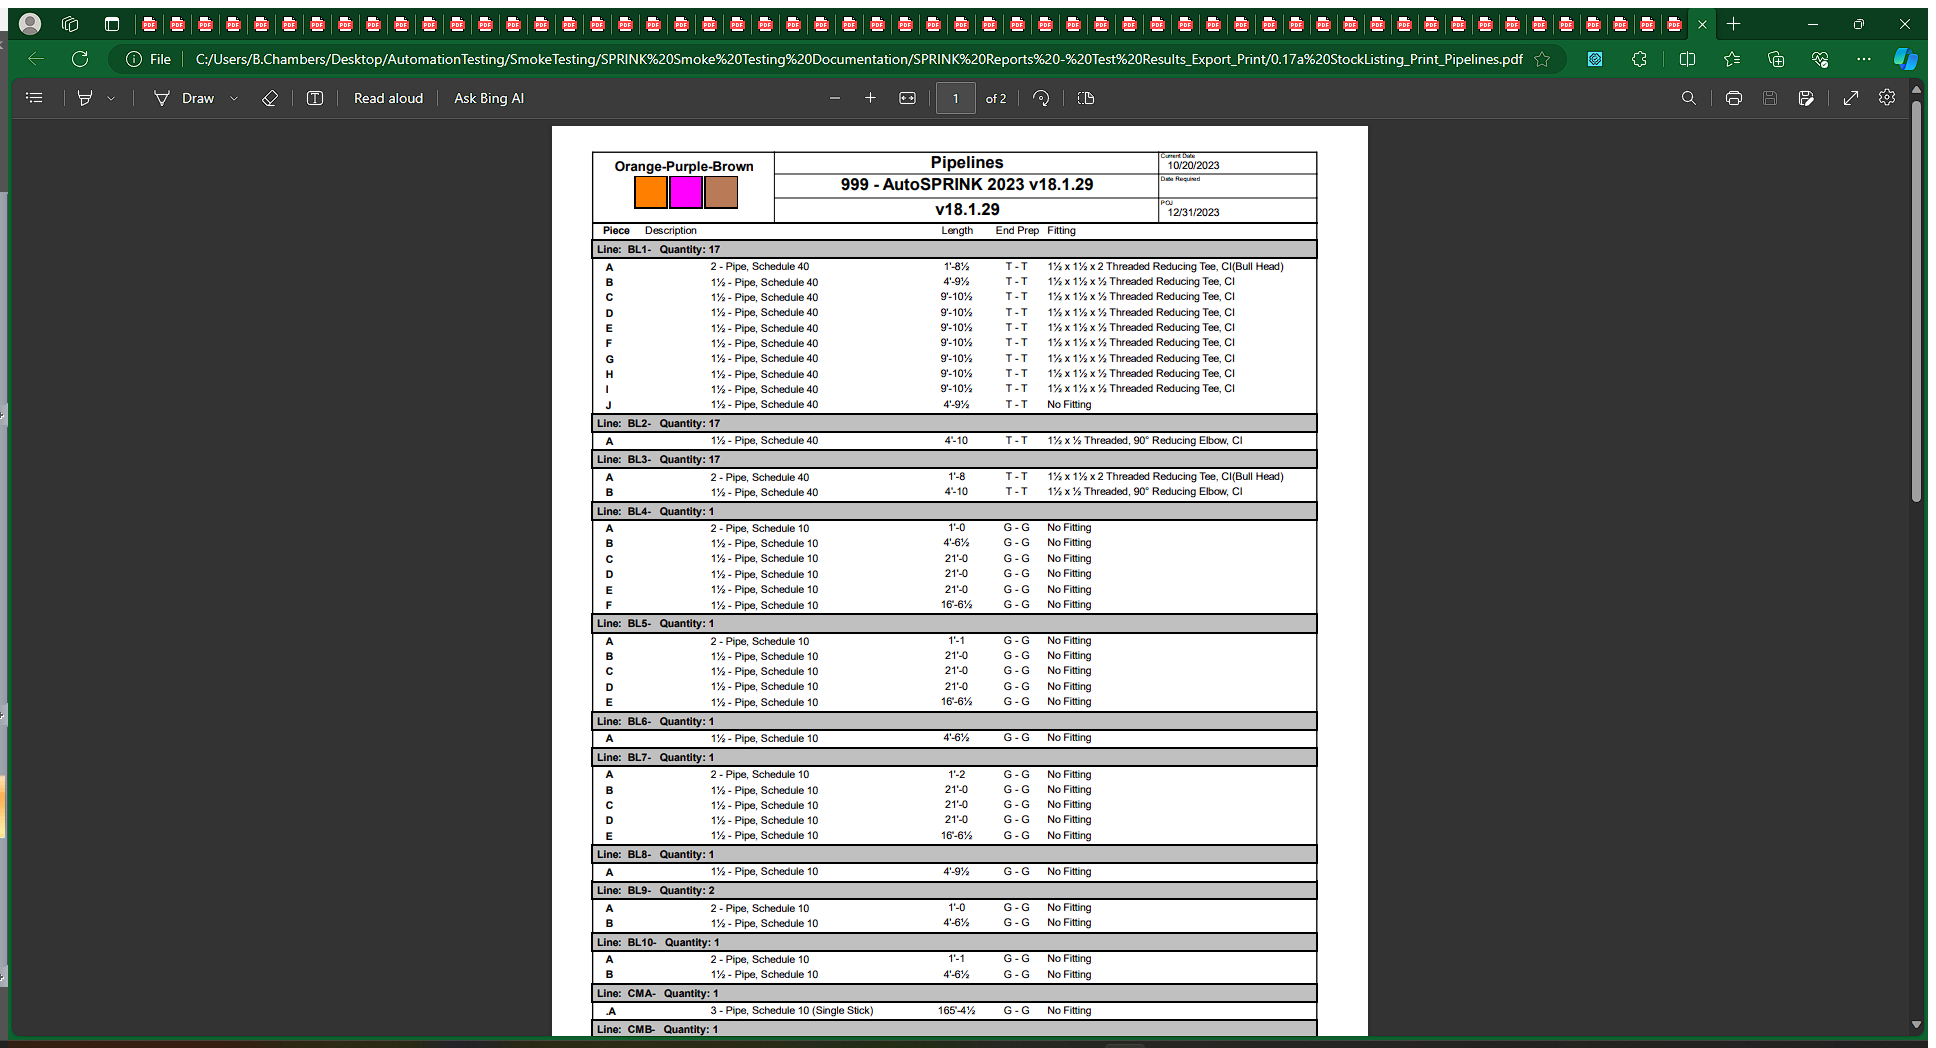 File C:/Users/B.Chambers/Desktop/AutomationTesting/SmokeTesting/SPRINK%20Smoke%20Testing%20Documentation/SPRINK%20Reports%20-%20Test%20Results_Export_Print/0.17a%20StockListing_Print_Pipelines.pdf
Draw Read aloud Ask Bing AI 1 of 2
Orange-Purple-Brown
Pipelines
999 - AutoSPRINK 2023 v18.1.29
v18.1.29
Current Date
10/20/2023
Date Required
POJ
12/31/2023
Piece Description Length End Prep Fitting
Line: BL1- Quantity: 17
A 2 - Pipe, Schedule 40 1'-8½ T - T 1½ x 1½ x 2 Threaded Reducing Tee, CI(Bull Head)
B 1½ - Pipe, Schedule 40 4'-9½ T - T 1½ x 1½ x ½ Threaded Reducing Tee, CI
C 1½ - Pipe, Schedule 40 9'-10½ T - T 1½ x 1½ x ½ Threaded Reducing Tee, CI
D 1½ - Pipe, Schedule 40 9'-10½ T - T 1½ x 1½ x ½ Threaded Reducing Tee, CI
E 1½ - Pipe, Schedule 40 9'-10½ T - T 1½ x 1½ x ½ Threaded Reducing Tee, CI
F 1½ - Pipe, Schedule 40 9'-10½ T - T 1½ x 1½ x ½ Threaded Reducing Tee, CI
G 1½ - Pipe, Schedule 40 9'-10½ T - T 1½ x 1½ x ½ Threaded Reducing Tee, CI
H 1½ - Pipe, Schedule 40 9'-10½ T - T 1½ x 1½ x ½ Threaded Reducing Tee, CI
I 1½ - Pipe, Schedule 40 9'-10½ T - T 1½ x 1½ x ½ Threaded Reducing Tee, CI
J 1½ - Pipe, Schedule 40 4'-9½ T - T No Fitting
Line: BL2- Quantity: 17
A 1½ - Pipe, Schedule 40 4'-10 T - T 1½ x ½ Threaded, 90° Reducing Elbow, CI
Line: BL3- Quantity: 17
A 2 - Pipe, Schedule 40 1'-8 T - T 1½ x 1½ x 2 Threaded Reducing Tee, CI(Bull Head)
B 1½ - Pipe, Schedule 40 4'-10 T - T 1½ x ½ Threaded, 90° Reducing Elbow, CI
Line: BL4- Quantity: 1
A 2 - Pipe, Schedule 10 1'-0 G - G No Fitting
B 1½ - Pipe, Schedule 10 4'-6½ G - G No Fitting
C 1½ - Pipe, Schedule 10 21'-0 G - G No Fitting
D 1½ - Pipe, Schedule 10 21'-0 G - G No Fitting
E 1½ - Pipe, Schedule 10 21'-0 G - G No Fitting
F 1½ - Pipe, Schedule 10 16'-6½ G - G No Fitting
Line: BL5- Quantity: 1
A 2 - Pipe, Schedule 10 1'-1 G - G No Fitting
B 1½ - Pipe, Schedule 10 21'-0 G - G No Fitting
C 1½ - Pipe, Schedule 10 21'-0 G - G No Fitting
D 1½ - Pipe, Schedule 10 21'-0 G - G No Fitting
E 1½ - Pipe, Schedule 10 16'-6½ G - G No Fitting
Line: BL6- Quantity: 1
A 1½ - Pipe, Schedule 10 4'-6½ G - G No Fitting
Line: BL7- Quantity: 1
A 2 - Pipe, Schedule 10 1'-2 G - G No Fitting
B 1½ - Pipe, Schedule 10 21'-0 G - G No Fitting
C 1½ - Pipe, Schedule 10 21'-0 G - G No Fitting
D 1½ - Pipe, Schedule 10 21'-0 G - G No Fitting
E 1½ - Pipe, Schedule 10 16'-6½ G - G No Fitting
Line: BL8- Quantity: 1
A 1½ - Pipe, Schedule 10 4'-9½ G - G No Fitting
Line: BL9- Quantity: 2
A 2 - Pipe, Schedule 10 1'-0 G - G No Fitting
B 1½ - Pipe, Schedule 10 4'-6½ G - G No Fitting
Line: BL10- Quantity: 1
A 2 - Pipe, Schedule 10 1'-1 G - G No Fitting
B 1½ - Pipe, Schedule 10 4'-6½ G - G No Fitting
Line: CMA- Quantity: 1
.A 3 - Pipe, Schedule 10 (Single Stick) 165'-4½ G - G No Fitting
Line: CMB- Quantity: 1